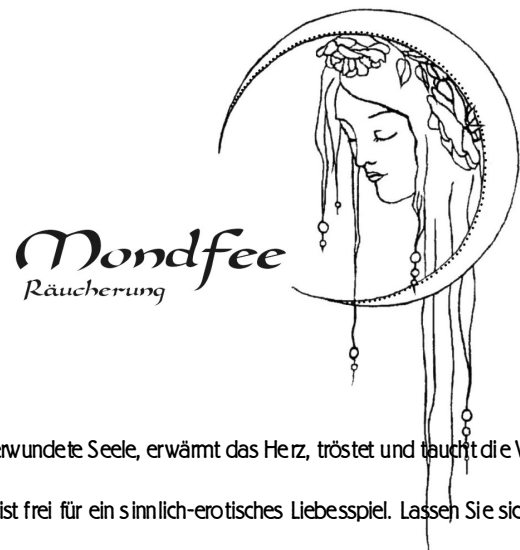 Mondfee
Räucherung
erwundete Seele, erwärmt das Herz, tröstet und taucht die V
ist frei für ein sinnlich-erotisches Liebesspiel. Lassen Sie sic